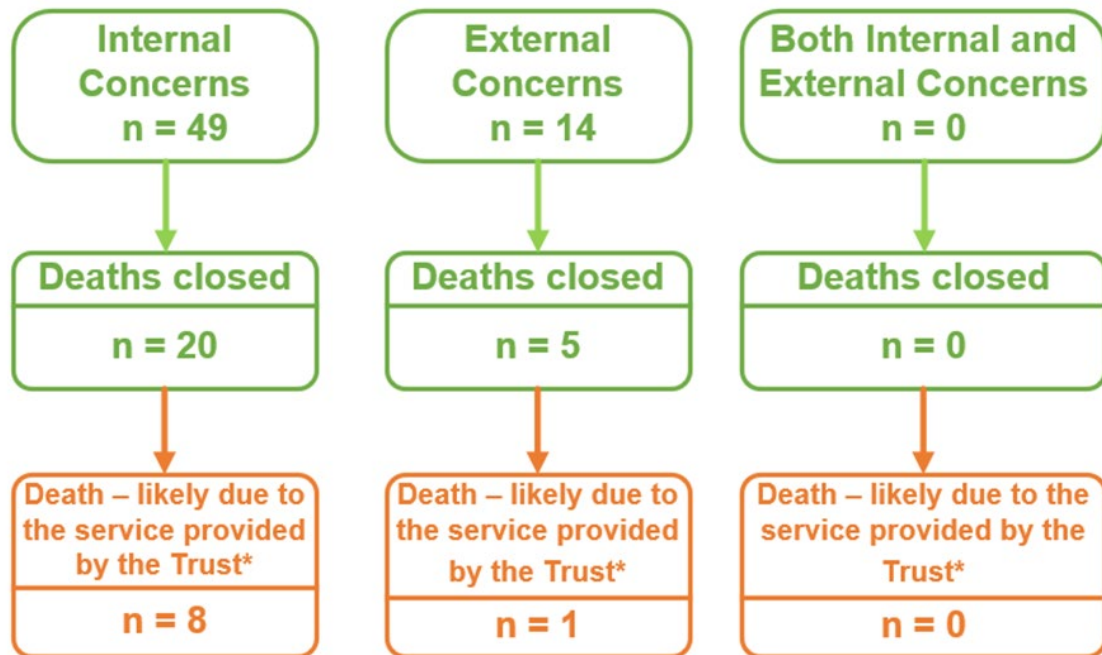 Internal
Concerns
n = 49
External
Concerns
n = 14
Both Internal and
External Concerns
n = 0
Deaths closed
n = 20
Deaths closed
n = 5
Deaths closed
n = 0
Death – likely due to
the service provided
by the Trust*
n = 8
Death – likely due to
the service provided
by the Trust*
n = 1
Death – likely due to the
service provided by the
Trust*
n = 0